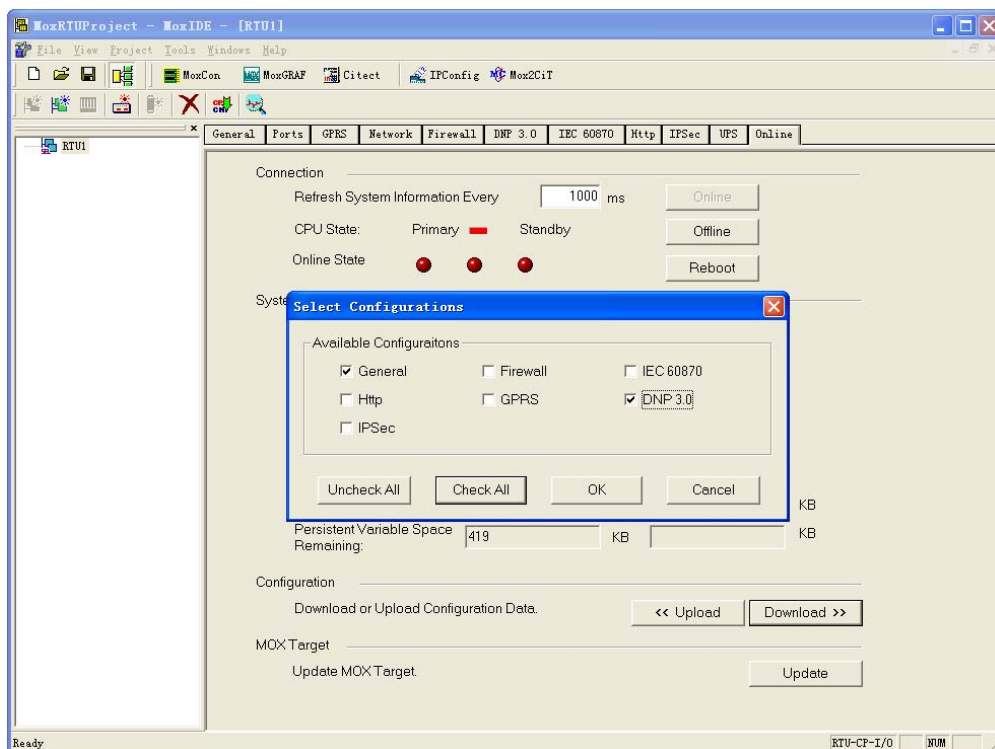 MoxRTUProject - MoxIDE - [RTU1]
File View Project Tools Windows Help
MoxCon MoxGRAF Citect IPConfig Mox2CiT
RTU1
General Ports GPRS Network Firewall DNP 3.0 IEC 60870 Http IPSec UPS Online
Connection
Refresh System Information Every 1000 ms Online
CPU State: Primary Standby Offline
Online State Reboot
Select Configurations
Available Configuraitons
General Firewall IEC 60870
Http GPRS DNP 3.0
IPSec
Uncheck All Check All OK Cancel
KB
Persistent Variable Space
Remaining: 419 KB KB
Configuration
Download or Upload Configuration Data. << Upload Download >>
MOX Target
Update MOX Target. Update
Ready RTU-CP-I/O NUM